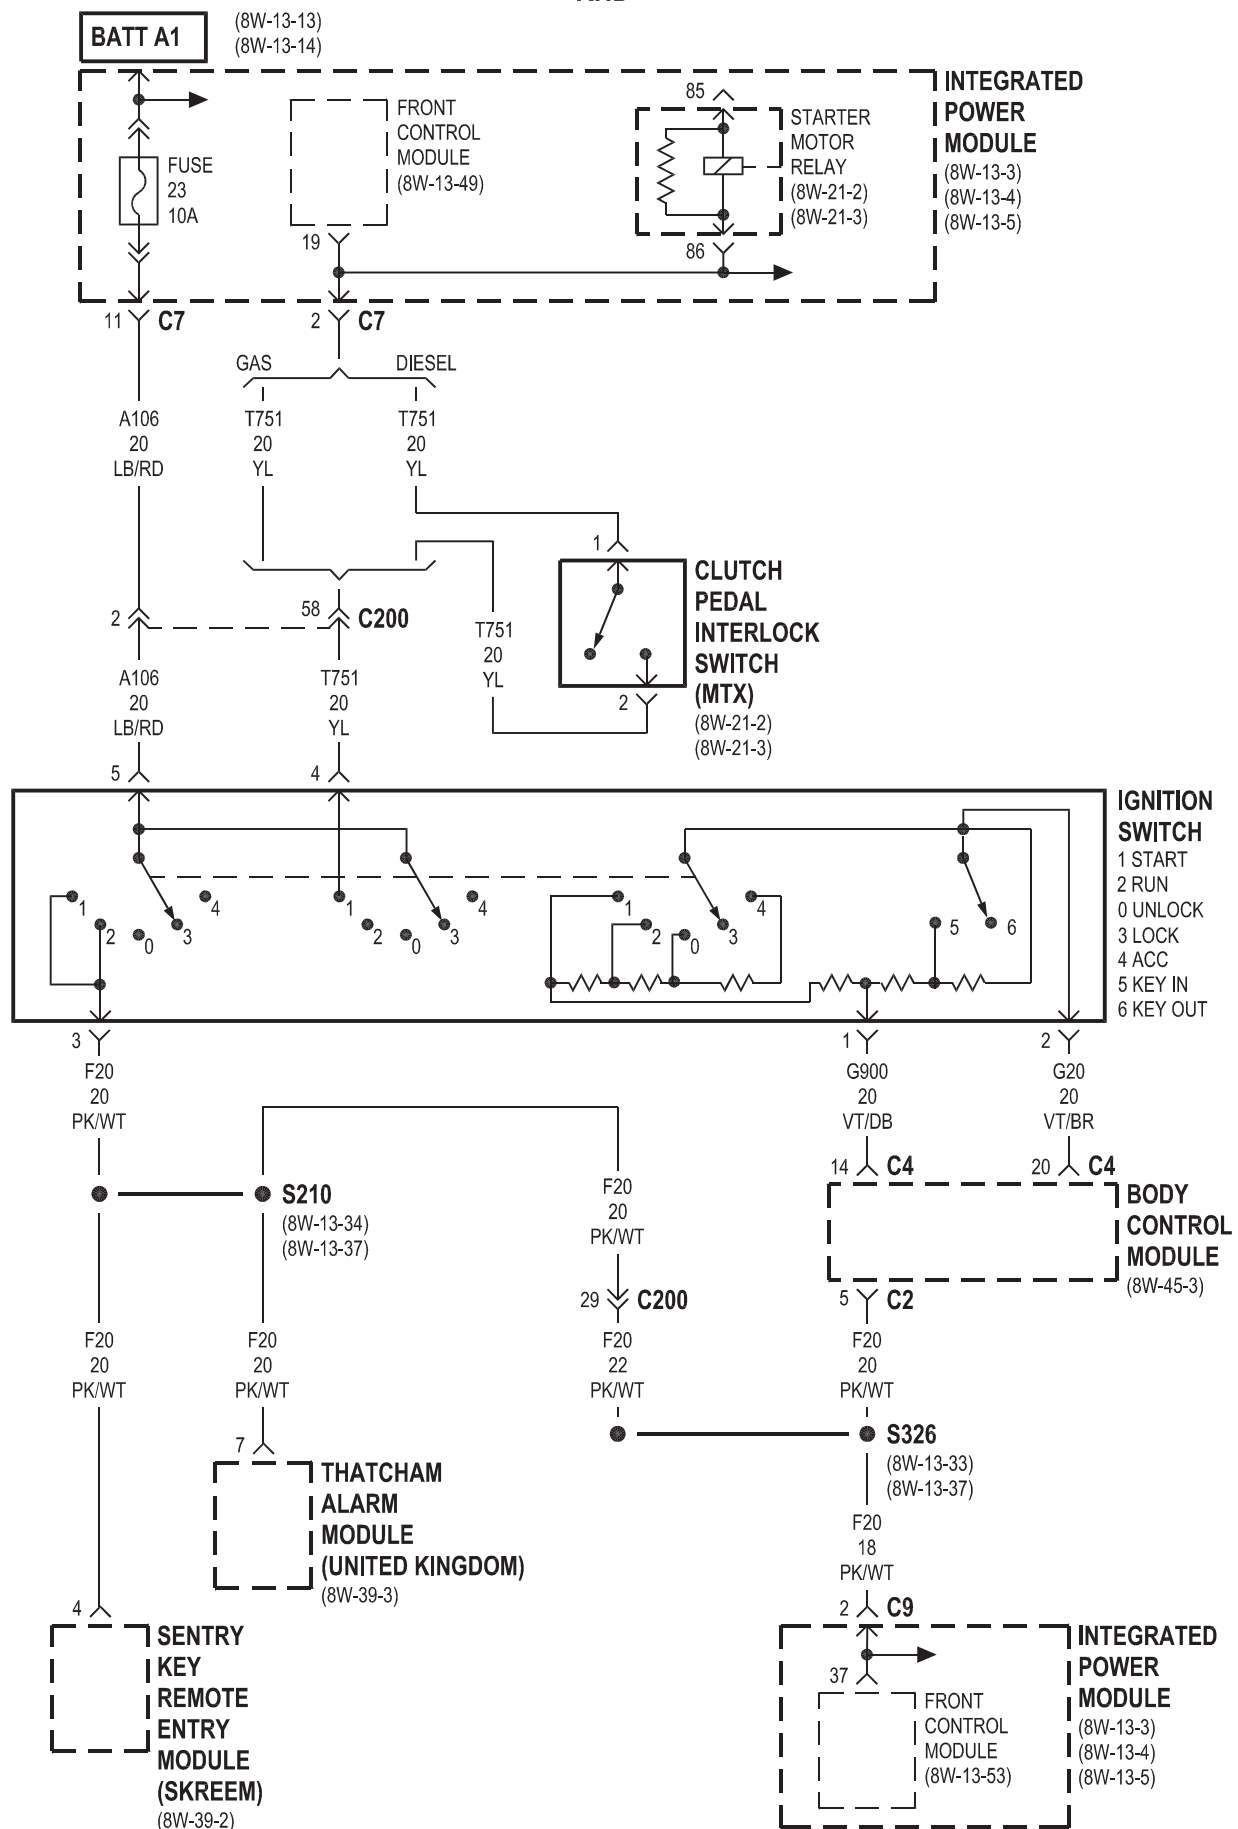 BATT A1
(8W-13-13)
(8W-13-14)
FUSE
23
10A
FRONT
CONTROL
MODULE
(8W-13-49)
19
85
86
STARTER
MOTOR
RELAY
(8W-21-2)
(8W-21-3)
INTEGRATED
POWER
MODULE
(8W-13-3)
(8W-13-4)
(8W-13-5)
11 C7
2 C7
GAS
DIESEL
A106
20
LB/RD
T751
20
YL
T751
20
YL
1
CLUTCH
PEDAL
INTERLOCK
SWITCH
(MTX)
(8W-21-2)
(8W-21-3)
2
T751
20
YL
2
58 C200
A106
20
LB/RD
T751
20
YL
5
4
IGNITION
SWITCH
1 START
2 RUN
0 UNLOCK
3 LOCK
4 ACC
5 KEY IN
6 KEY OUT
1
2
0
3
4
1
2
0
3
4
1
2
0
3
4
5
6
3
1
2
F20
20
PK/WT
G900
20
VT/DB
G20
20
VT/BR
14 C4
20 C4
BODY
CONTROL
MODULE
(8W-45-3)
S210
(8W-13-34)
(8W-13-37)
F20
20
PK/WT
29 C200
5 C2
F20
20
PK/WT
F20
20
PK/WT
F20
22
PK/WT
F20
20
PK/WT
S326
(8W-13-33)
(8W-13-37)
7
THATCHAM
ALARM
MODULE
(UNITED KINGDOM)
(8W-39-3)
F20
18
PK/WT
4
SENTRY
KEY
REMOTE
ENTRY
MODULE
(SKREEM)
(8W-39-2)
2 C9
37
FRONT
CONTROL
MODULE
(8W-13-53)
INTEGRATED
POWER
MODULE
(8W-13-3)
(8W-13-4)
(8W-13-5)